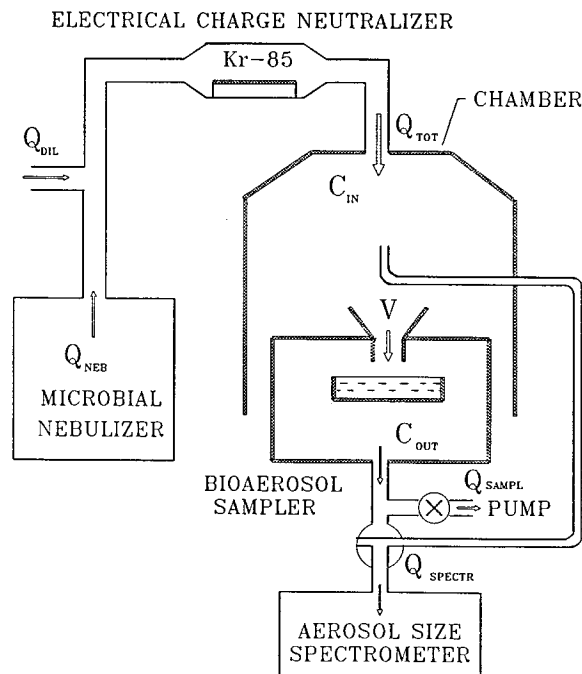 ELECTRICAL CHARGE NEUTRALIZER
Kr-85
CHAMBER
Q_DIL
Q_TOT
C_IN
V
Q_NEB
MICROBIAL
NEBULIZER
C_OUT
BIOAEROSOL
SAMPLER
Q_SAMPL
PUMP
Q_SPECTR
AEROSOL SIZE
SPECTROMETER